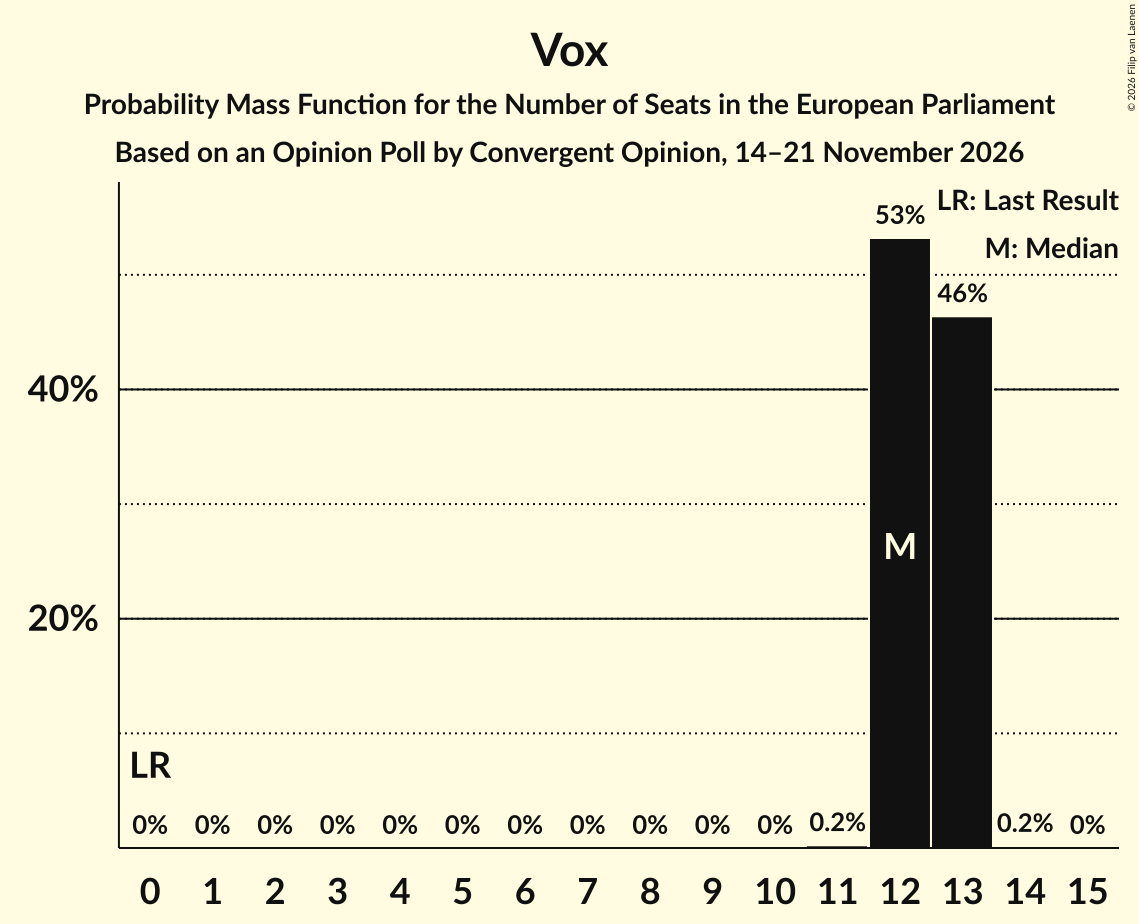 Vox
Probability Mass Function for the Number of Seats in the European Parliament
Based on an Opinion Poll by Convergent Opinion, 14–21 November 2026
© 2026 Filip van Laenen
LR: Last Result
M: Median
53%
46%
40%
M
20%
LR
0% 0% 0% 0% 0% 0% 0% 0% 0% 0% 0% 0.2% 0.2% 0%
0 1 2 3 4 5 6 7 8 9 10 11 12 13 14 15